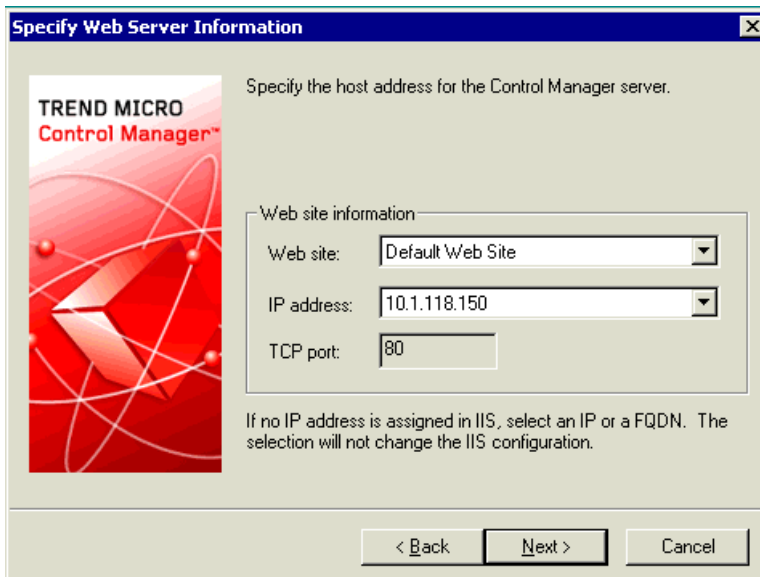 Specify Web Server Information
TREND MICRO
Control Manager™
Specify the host address for the Control Manager server.
Web site information
Web site: Default Web Site
IP address: 10.1.118.150
TCP port: 80
If no IP address is assigned in IIS, select an IP or a FQDN. The
selection will not change the IIS configuration.
< Back Next > Cancel